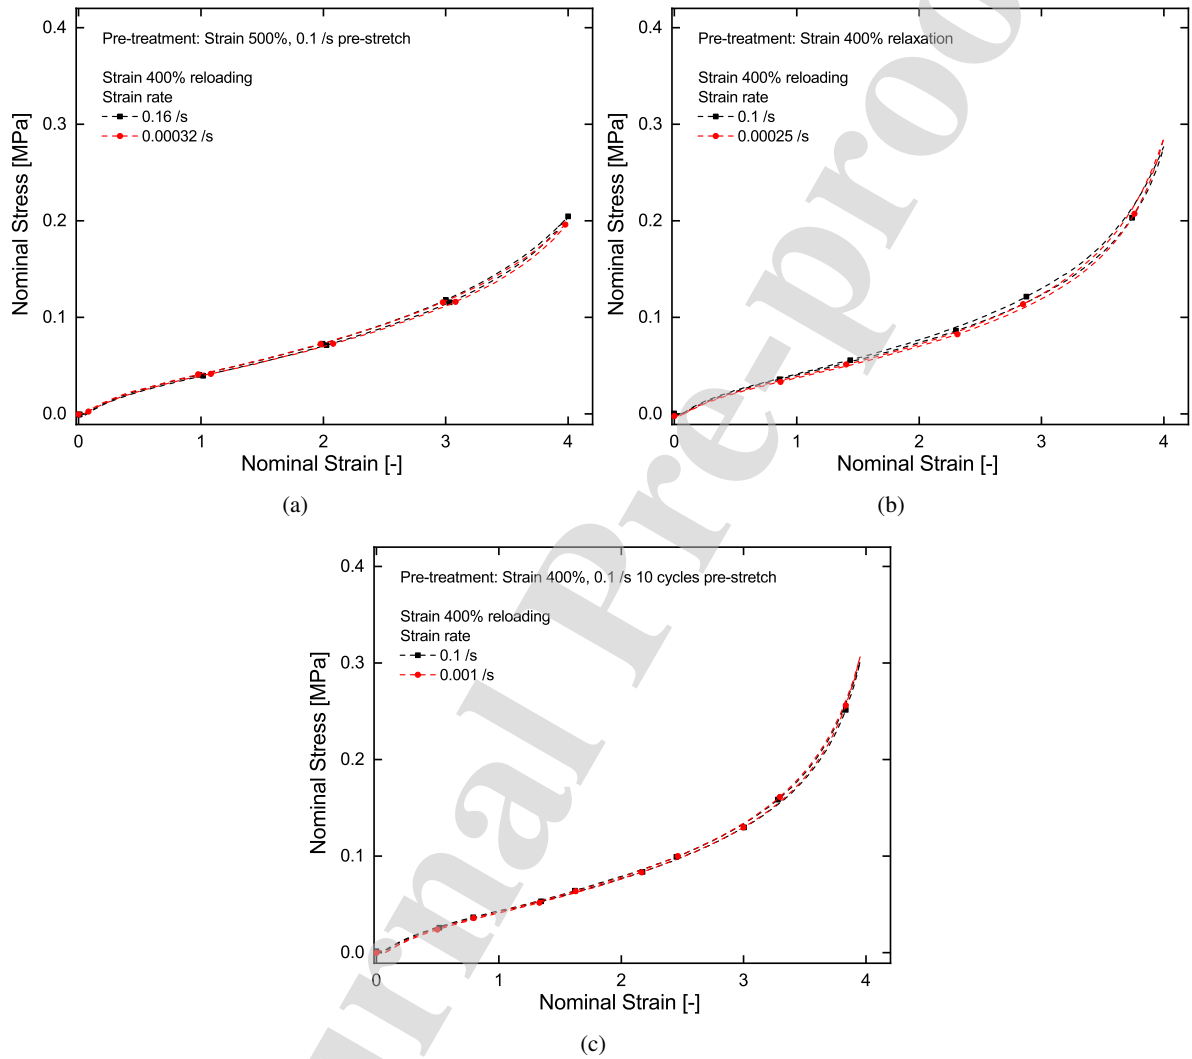 Pre-treatment: Strain 500%, 0.1 /s pre-stretch
Strain 400% reloading
Strain rate
0.16 /s
0.00032 /s
Nominal Stress [MPa]
0.4
0.3
0.2
0.1
0.0
0 1 2 3 4
Nominal Strain [-]
(a)
Pre-treatment: Strain 400% relaxation
Strain 400% reloading
Strain rate
0.1 /s
0.00025 /s
Nominal Stress [MPa]
0.4
0.3
0.2
0.1
0.0
0 1 2 3 4
Nominal Strain [-]
(b)
Pre-treatment: Strain 400%, 0.1 /s 10 cycles pre-stretch
Strain 400% reloading
Strain rate
0.1 /s
0.001 /s
Nominal Stress [MPa]
0.4
0.3
0.2
0.1
0.0
0 1 2 3 4
Nominal Strain [-]
(c)
urnal Pre-proo